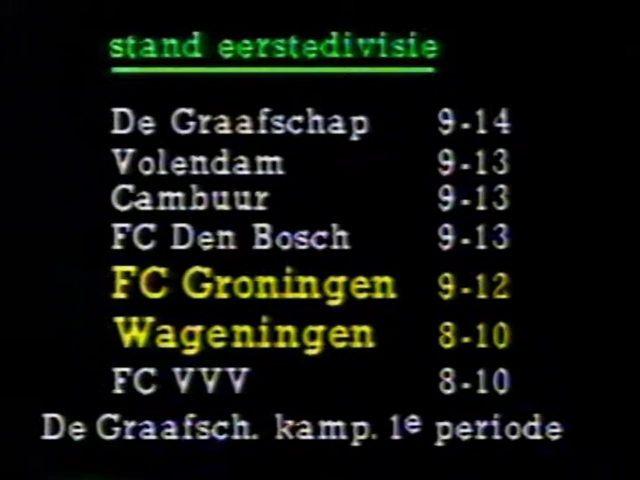 stand eerstedivisie
De Graafschap 9-14
Volendam 9-13
Cambuur 9-13
FC Den Bosch 9-13
FC Groningen 9-12
Wageningen 8-10
FC VVV 8-10
De Graafsch. kamp. 1e periode